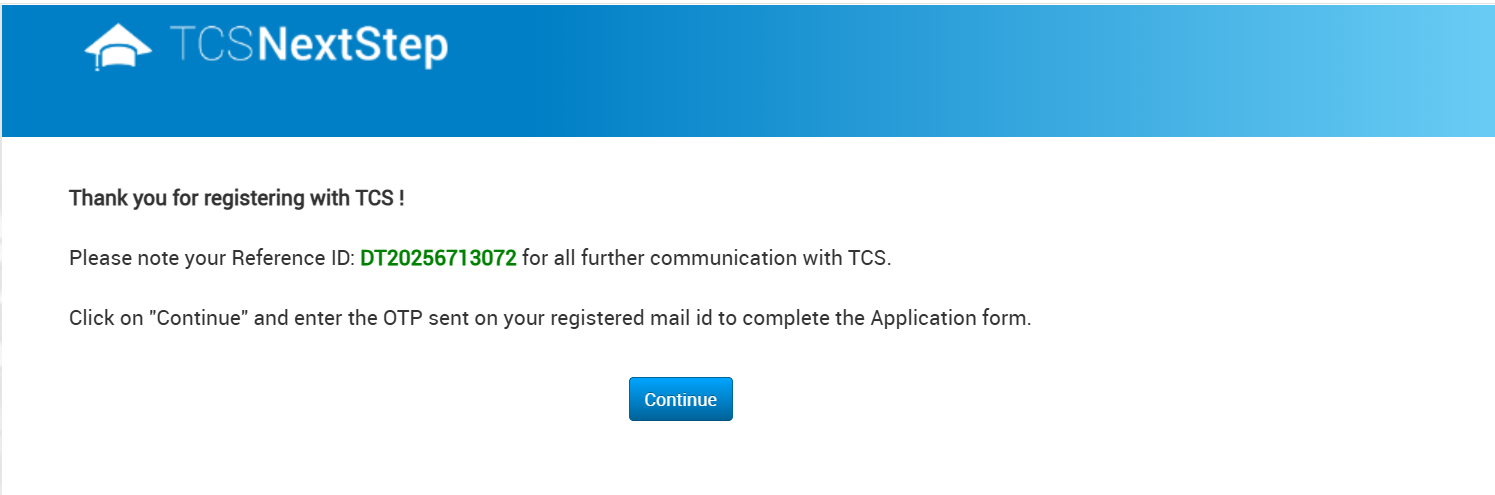 TCSNextStep
Thank you for registering with TCS !
Please note your Reference ID: DT20256713072 for all further communication with TCS.
Click on "Continue" and enter the OTP sent on your registered mail id to complete the Application form.
Continue